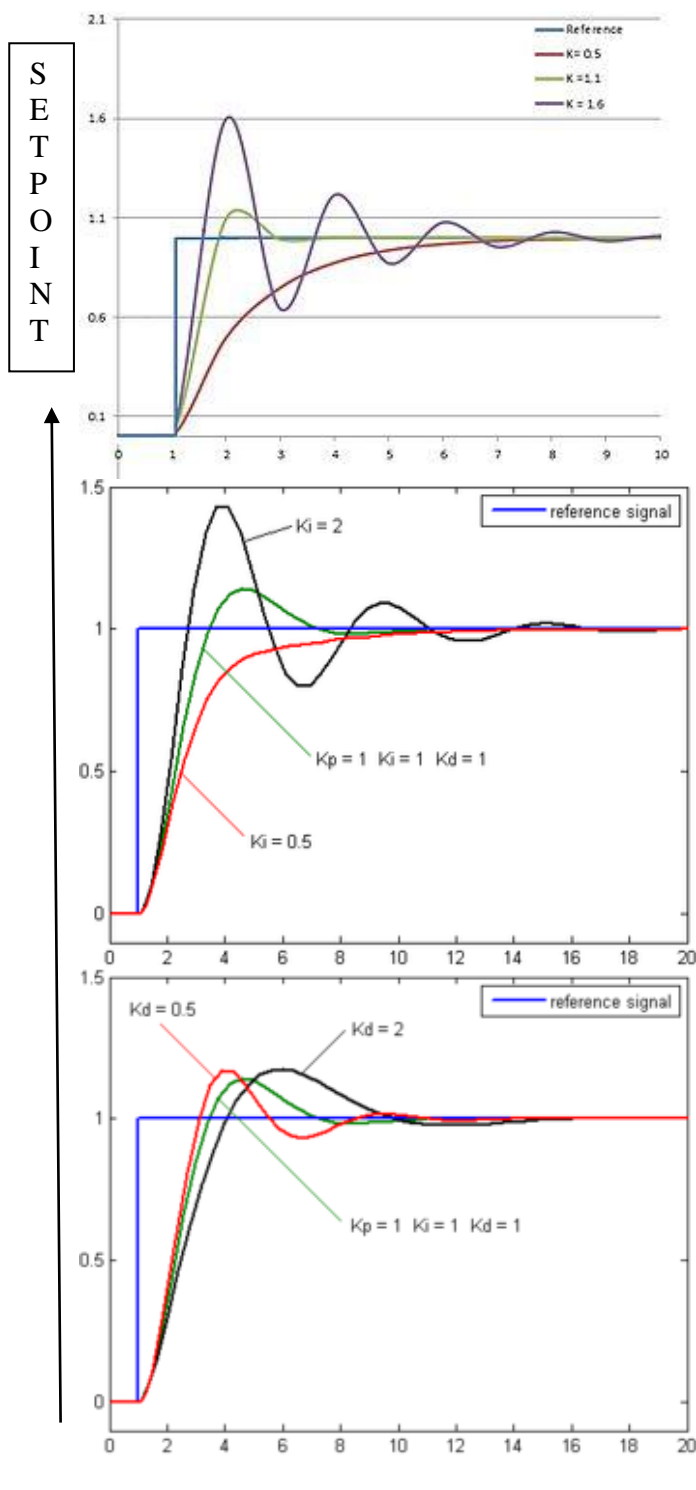 S
E
T
P
O
I
N
T
2.1
1.6
1.1
0.6
0.1
Reference
K= 0.5
K =1.1
K = 1.6
0 1 2 3 4 5 6 7 8 9 10
1.5
1
0.5
0
reference signal
Ki = 2
Kp = 1 Ki = 1 Kd = 1
Ki = 0.5
0 2 4 6 8 10 12 14 16 18 20
1.5
1
0.5
0
reference signal
Kd = 0.5
Kd = 2
Kp = 1 Ki = 1 Kd = 1
0 2 4 6 8 10 12 14 16 18 20